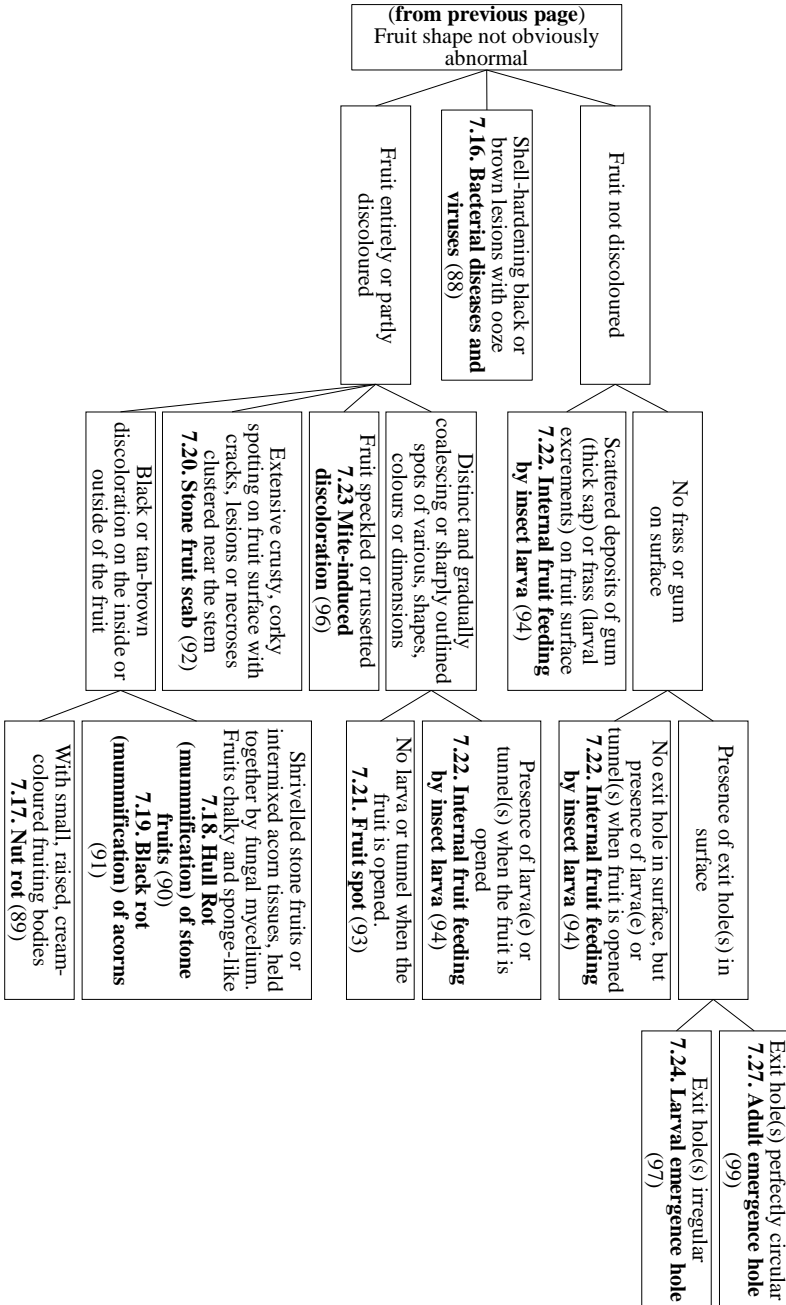 (from previous page)
Fruit shape not obviously
abnormal
Fruit not discoloured
Shell-hardening black or
brown lesions with ooze
7.16. Bacterial diseases and
viruses (88)
Fruit entirely or partly
discoloured
No frass or gum
on surface
Scattered deposits of gum
(thick sap) or frass (larval
excrements) on fruit surface
7.22. Internal fruit feeding
by insect larva (94)
Distinct and gradually
coalescing or sharply outlined
spots of various, shapes,
colours or dimensions
Fruit speckled or russetted
7.23 Mite-induced
discoloration (96)
Extensive crusty, corky
spotting on fruit surface with
cracks, lesions or necroses
clustered near the stem
7.20. Stone fruit scab (92)
Black or tan-brown
discoloration on the inside or
outside of the fruit
Presence of exit hole(s) in
surface
No exit hole in surface, but
presence of larva(e) or
tunnel(s) when fruit is opened
7.22. Internal fruit feeding
by insect larva (94)
Presence of larva(e) or
tunnel(s) when the fruit is
opened
7.22. Internal fruit feeding
by insect larva (94)
No larva or tunnel when the
fruit is opened.
7.21. Fruit spot (93)
Shrivelled stone fruits or
intermixed acorn tissues, held
together by fungal mycelium.
Fruits chalky and sponge-like
7.18. Hull Rot
(mummification) of stone
fruits (90)
7.19. Black rot
(mummification) of acorns
(91)
With small, raised, cream-
coloured fruiting bodies
7.17. Nut rot (89)
Exit hole(s) perfectly circular
7.27. Adult emergence hole
(99)
Exit hole(s) irregular
7.24. Larval emergence hole
(97)